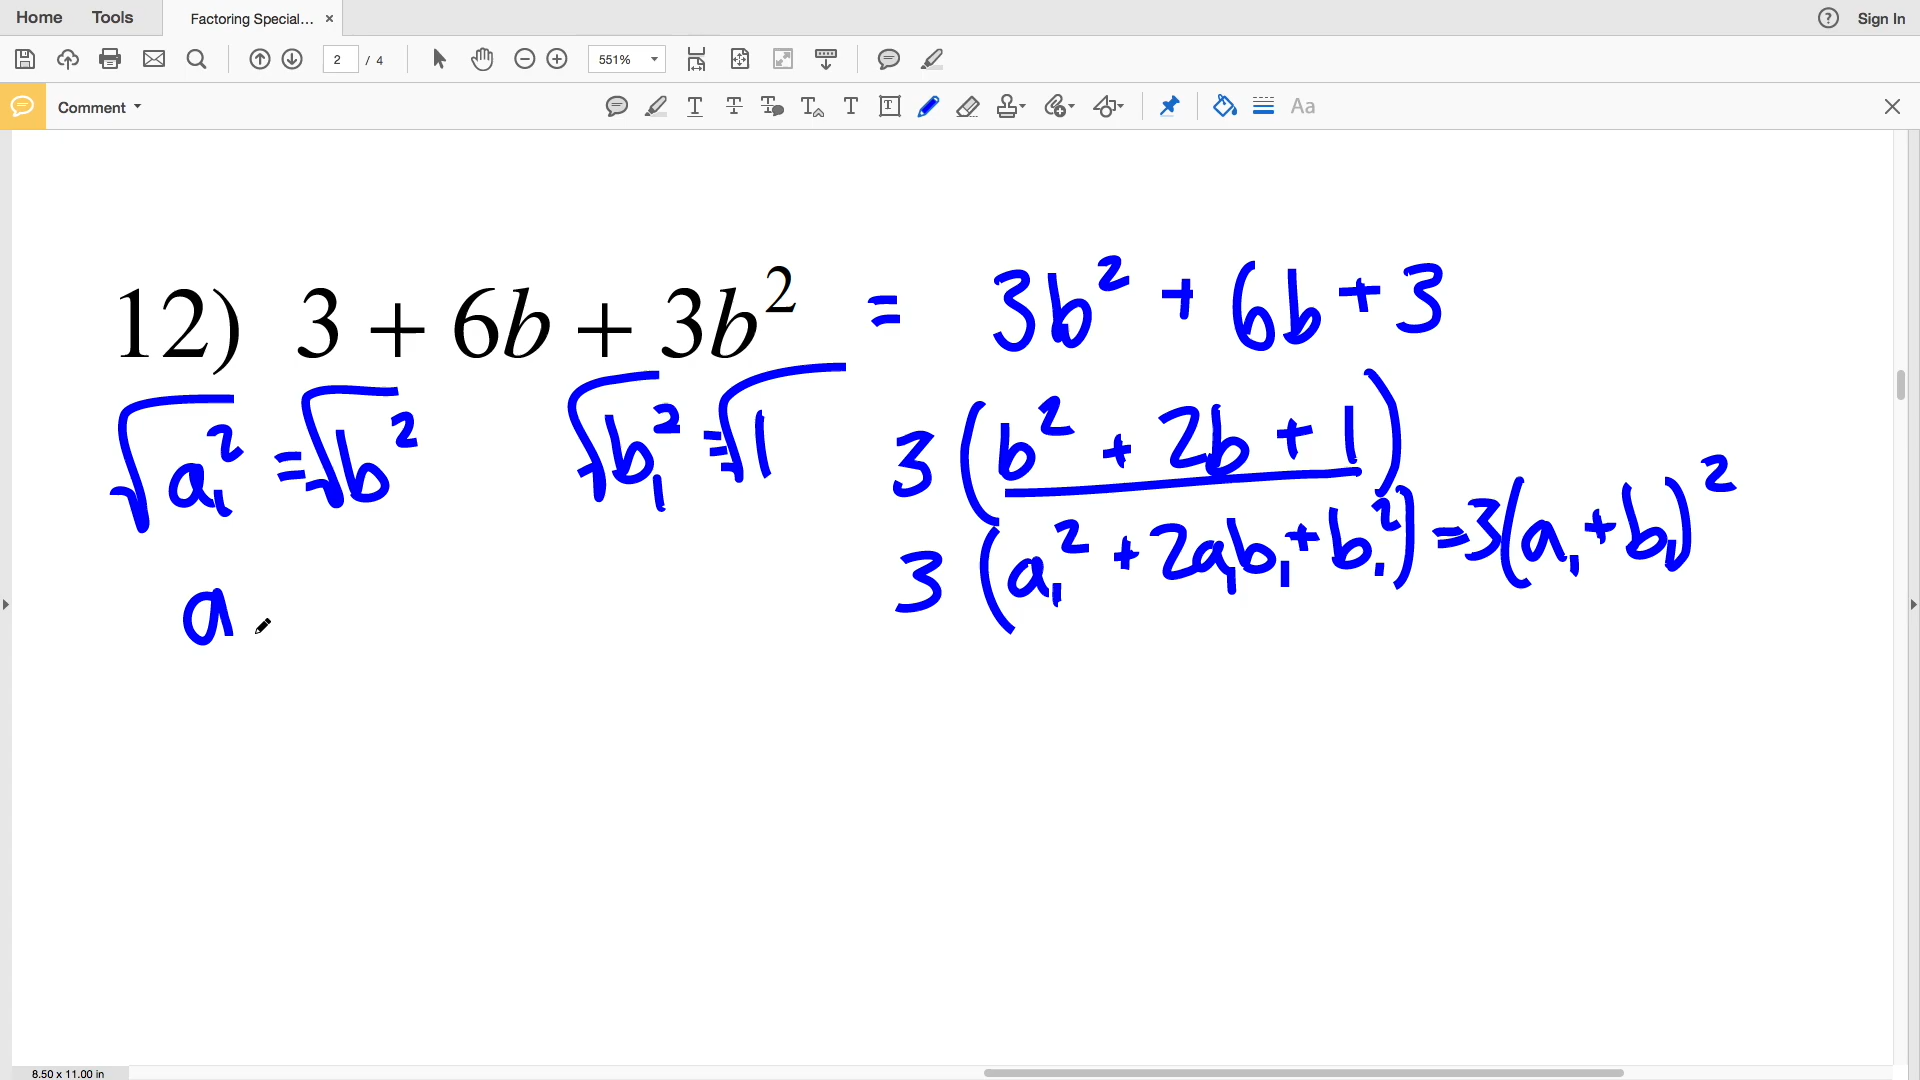 Home Tools Factoring Special... × ? Sign In
2 / 4 551%
Comment T T T T T T Aa
12) 3 + 6b + 3b² = 3b² + 6b + 3
√a₁² = √b² √b₁² = √1 3(b² + 2b + 1)
3(a₁² + 2a₁b₁ + b₁²) = 3(a₁ + b₁)²
a
8.50 x 11.00 in